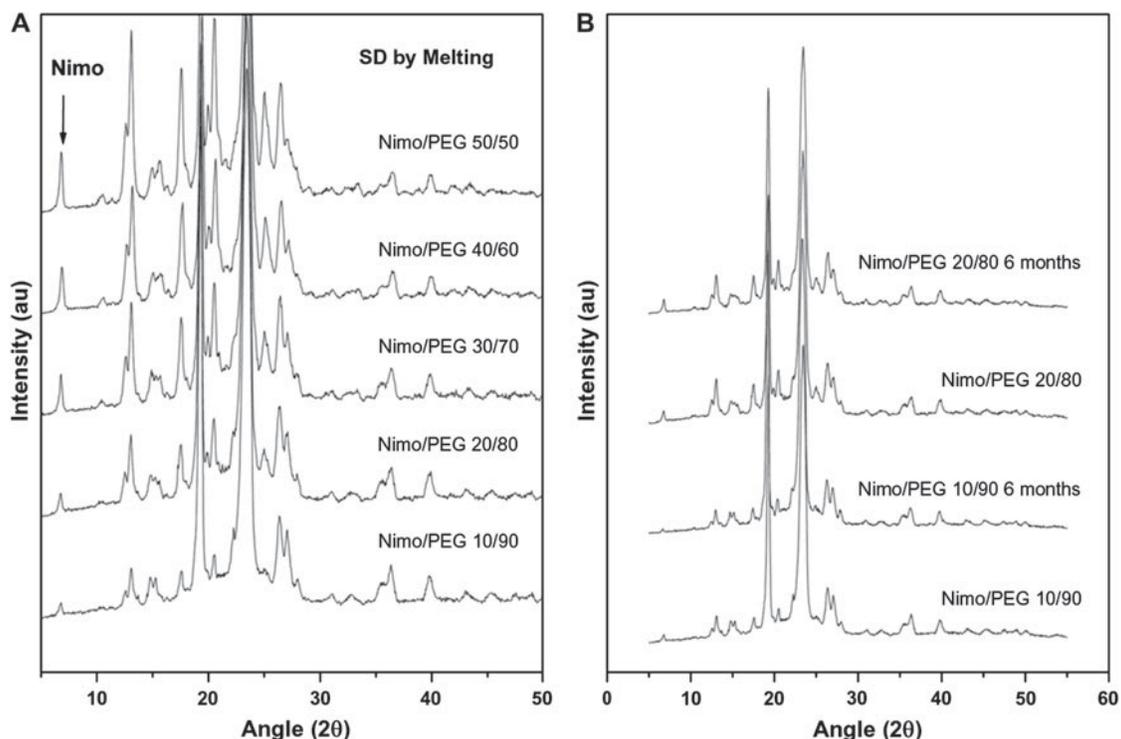 A
Nimo
SD by Melting
Nimo/PEG 50/50
Nimo/PEG 40/60
Nimo/PEG 30/70
Nimo/PEG 20/80
Nimo/PEG 10/90
Intensity (au)
10
20
30
40
50
Angle (2θ)
B
Nimo/PEG 20/80 6 months
Nimo/PEG 20/80
Nimo/PEG 10/90 6 months
Nimo/PEG 10/90
Intensity (au)
0
10
20
30
40
50
60
Angle (2θ)